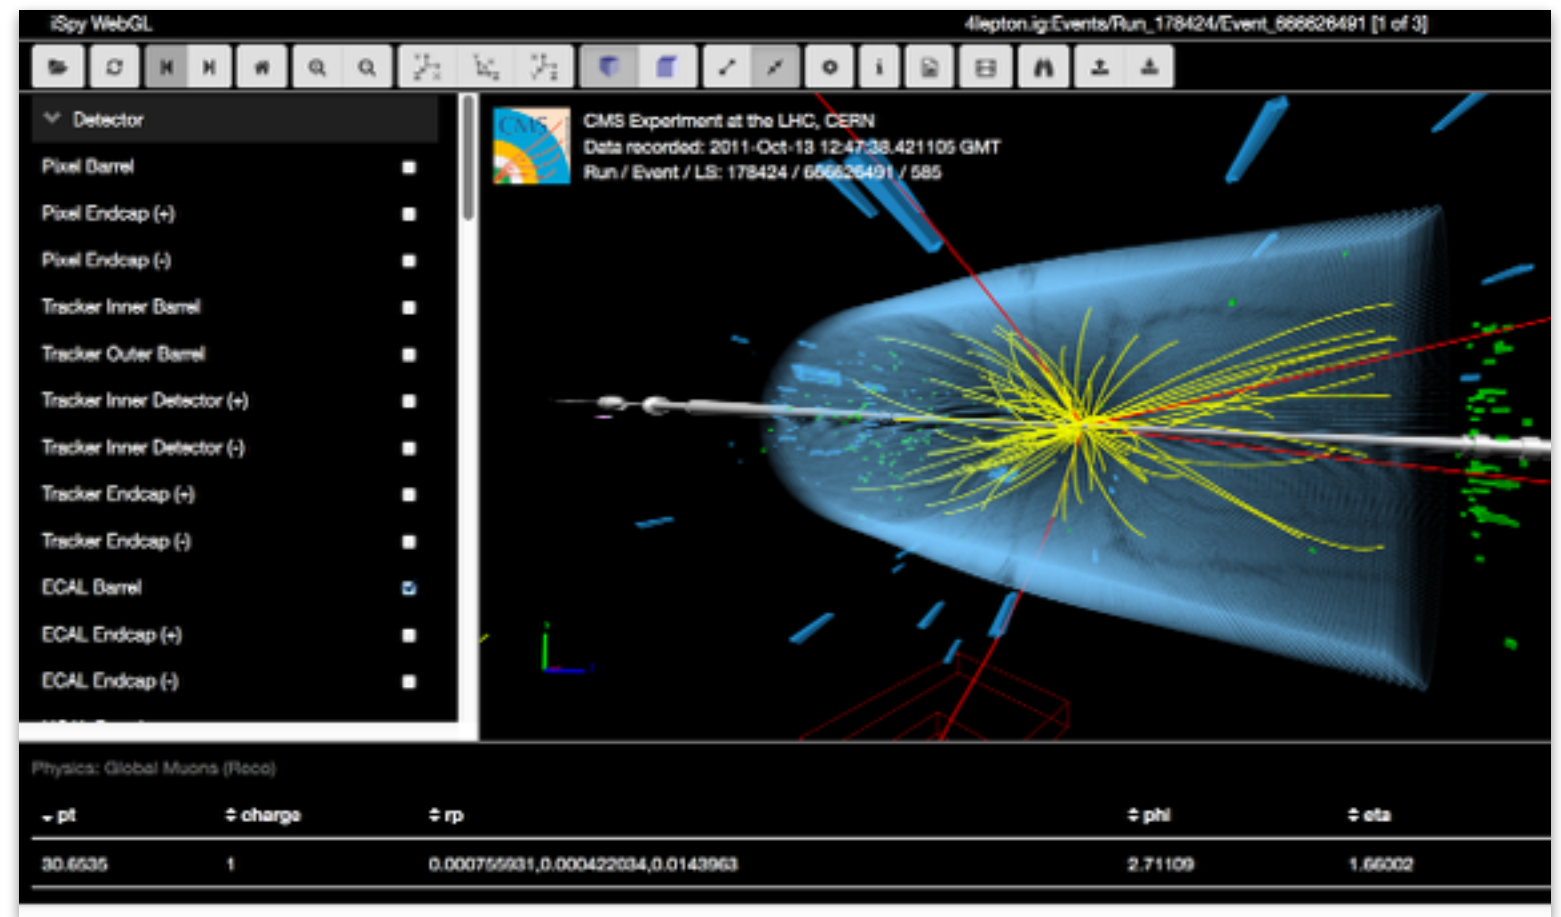 iSpy WebGL
4lepton.ig:Events/Run_178424/Event_666626491 [1 of 3]
Detector
Pixel Barrel
Pixel Endcap (+)
Pixel Endcap (-)
Tracker Inner Barrel
Tracker Outer Barrel
Tracker Inner Detector (+)
Tracker Inner Detector (-)
Tracker Endcap (+)
Tracker Endcap (-)
ECAL Barrel
ECAL Endcap (+)
ECAL Endcap (-)
CMS
CMS Experiment at the LHC, CERN
Data recorded: 2011-Oct-13 12:47:38.421105 GMT
Run / Event / LS: 178424 / 666626491 / 585
Physics: Global Muons (Reco)
pt charge rp phi eta
30.6535 1 0.000755931,0.000422034,0.0143963 2.71109 1.66002